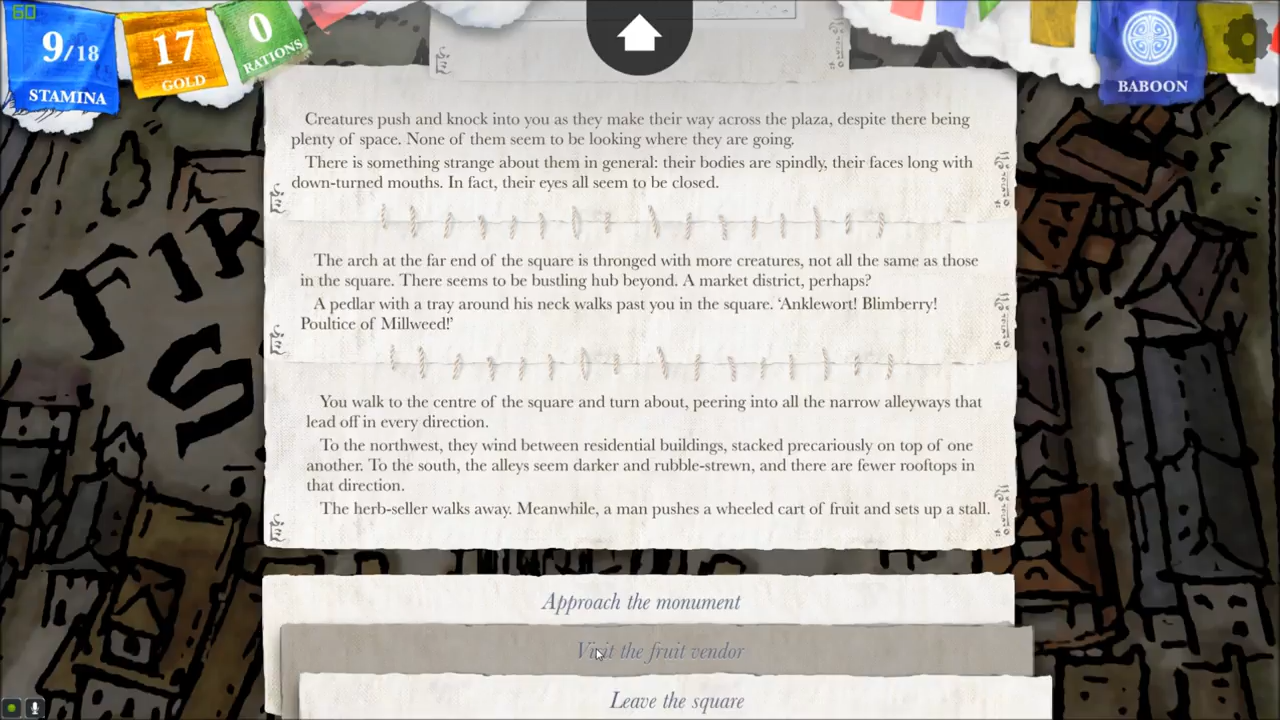 60
9/18
STAMINA
17
GOLD
0
RATIONS
BABOON
Creatures push and knock into you as they make their way across the plaza, despite there being
plenty of space. None of them seem to be looking where they are going.
There is something strange about them in general: their bodies are spindly, their faces long with
down-turned mouths. In fact, their eyes all seem to be closed.
The arch at the far end of the square is thronged with more creatures, not all the same as those
in the square. There seems to be bustling hub beyond. A market district, perhaps?
A pedlar with a tray around his neck walks past you in the square. ‘Anklewort! Blimberry!
Poultice of Millweed!’
You walk to the centre of the square and turn about, peering into all the narrow alleyways that
lead off in every direction.
To the northwest, they wind between residential buildings, stacked precariously on top of one
another. To the south, the alleys seem darker and rubble-strewn, and there are fewer rooftops in
that direction.
The herb-seller walks away. Meanwhile, a man pushes a wheeled cart of fruit and sets up a stall.
Approach the monument
Visit the fruit vendor
Leave the square
FIR
S